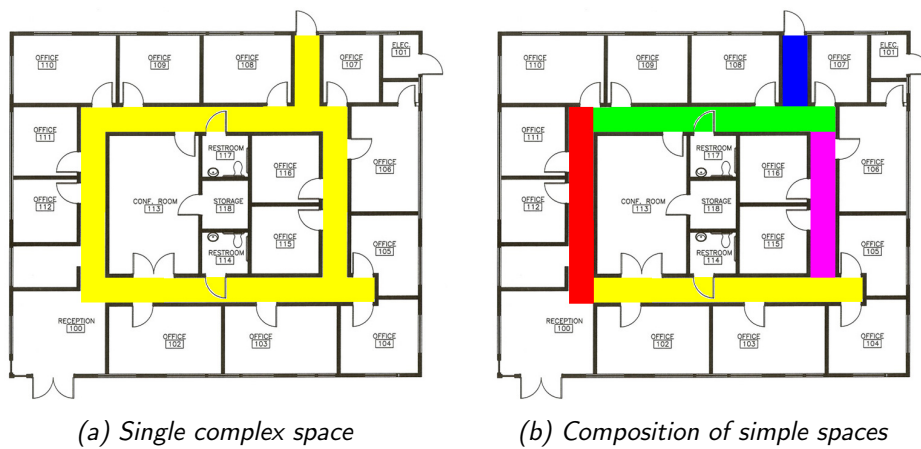 OFFICE
110
OFFICE
109
OFFICE
108
OFFICE
107
ELEC.
101
OFFICE
111
RESTROOM
117
OFFICE
116
OFFICE
106
OFFICE
112
CONF. ROOM
113
STORAGE
118
OFFICE
115
OFFICE
105
RESTROOM
114
RECEPTION
100
OFFICE
102
OFFICE
103
OFFICE
104
(a) Single complex space
OFFICE
110
OFFICE
109
OFFICE
108
OFFICE
107
ELEC.
101
OFFICE
111
RESTROOM
117
OFFICE
116
OFFICE
106
OFFICE
112
CONF. ROOM
113
STORAGE
118
OFFICE
115
OFFICE
105
RESTROOM
114
RECEPTION
100
OFFICE
102
OFFICE
103
OFFICE
104
(b) Composition of simple spaces